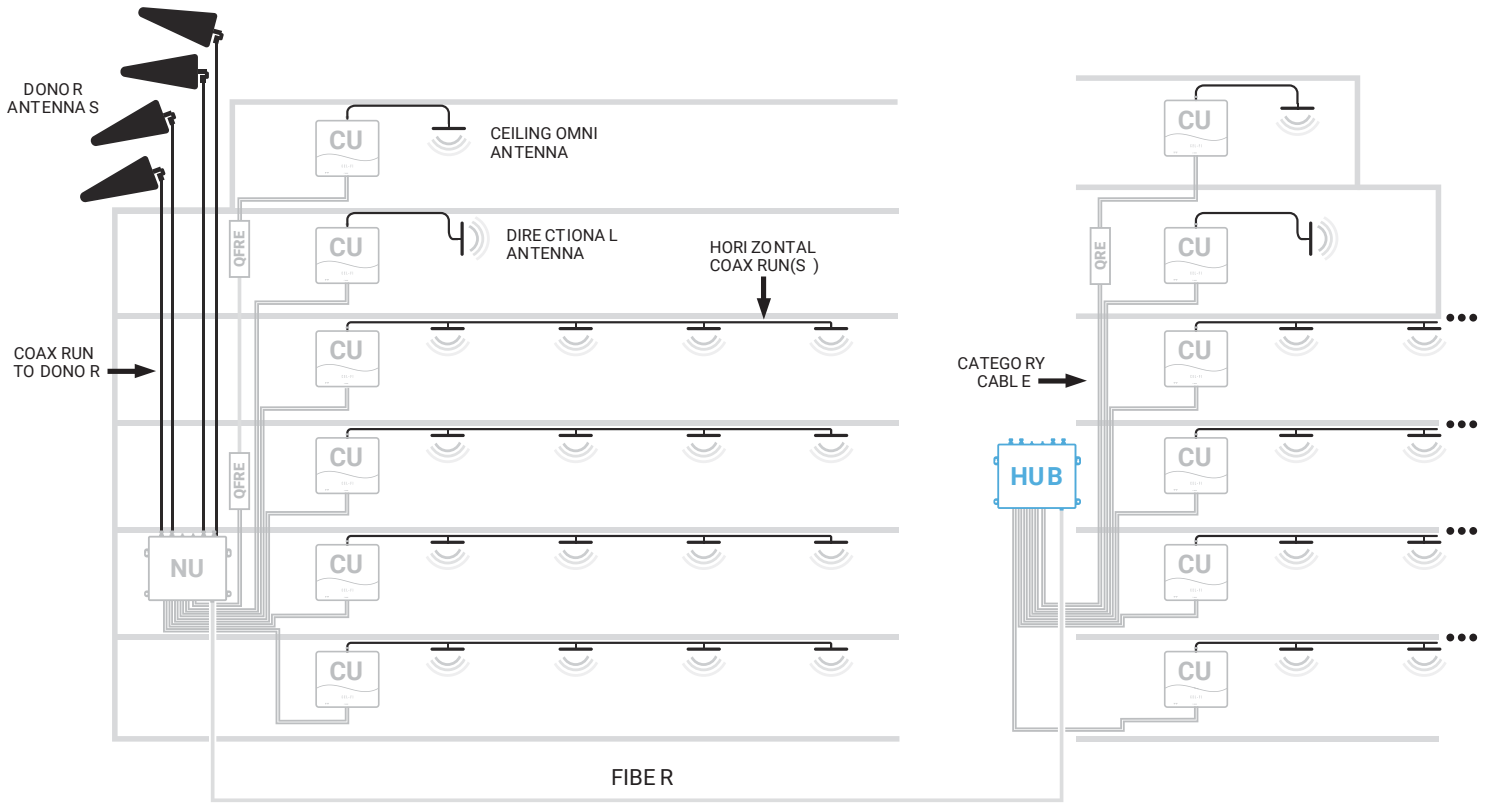 DONOR
ANTENNAS
CU
CEILING OMNI
ANTENNA
CU
QFRE
CU
DIRECTIONAL
ANTENNA
HORIZONTAL
COAX RUN(S)
QRE
CU
COAX RUN
TO DONOR
CU
CATEGORY
CABLE
CU
QFRE
CU
HUB
CU
NU
CU
CU
CU
CU
FIBER